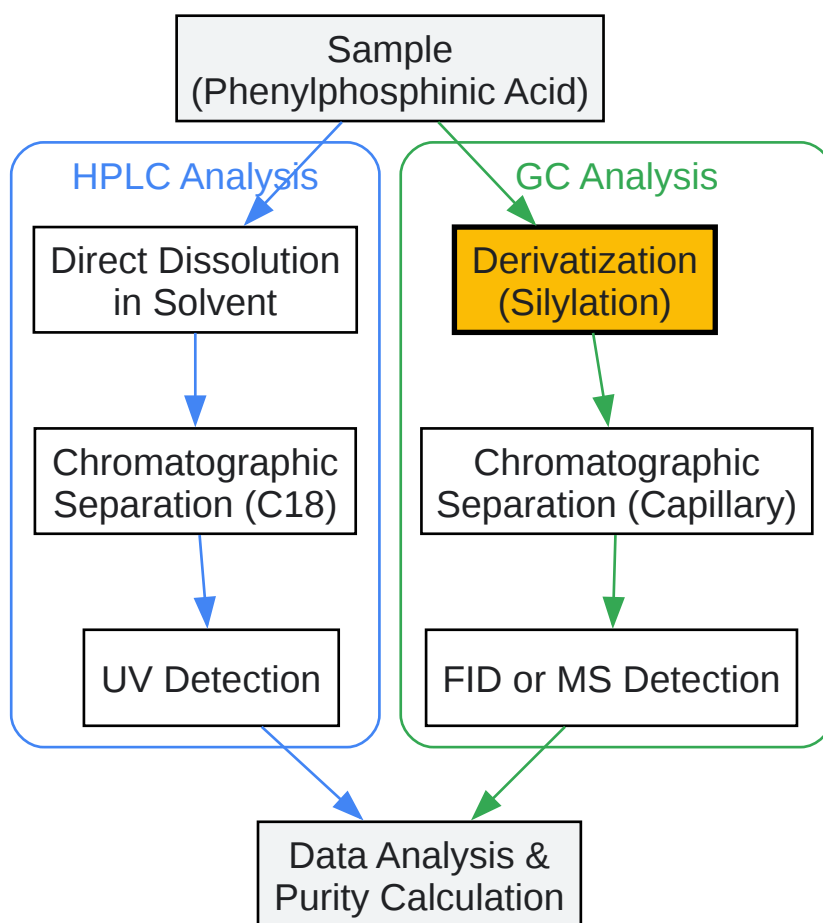 Sample
(Phenylphosphinic Acid)
HPLC Analysis
GC Analysis
Direct Dissolution
in Solvent
Derivatization
(Silylation)
Chromatographic
Separation (C18)
Chromatographic
Separation (Capillary)
UV Detection
FID or MS Detection
Data Analysis &
Purity Calculation